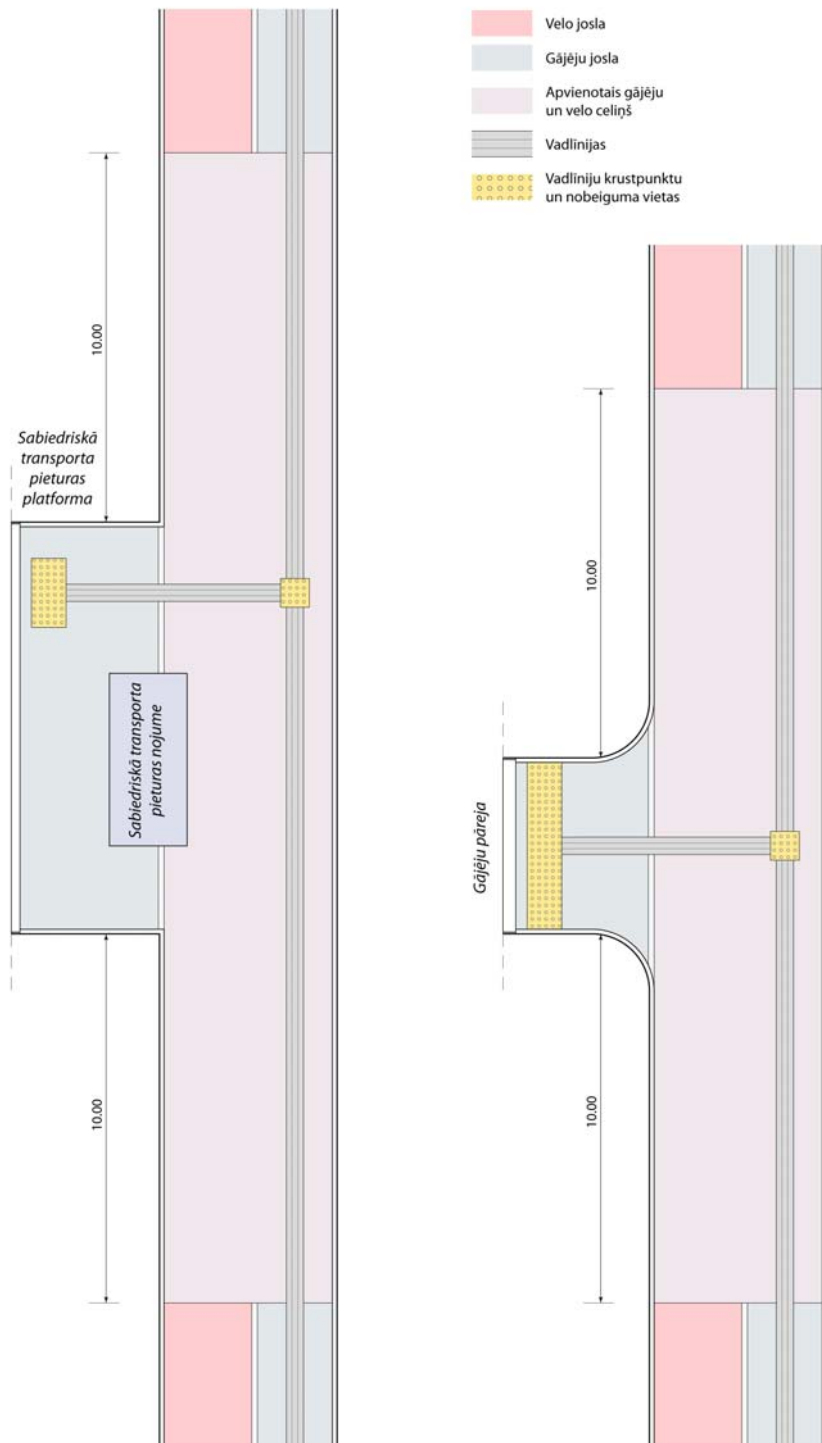 Velo josla
Gājēju josla
Apvienotais gājēju
un velo celiņš
Vadlīnijas
Vadlīniju krustpunktu
un nobeiguma vietas
10.00
Sabiedriskā
transporta
pieturas
platforma
Sabiedriskā transporta
pieturas nojume
10.00
10.00
Gājēju pāreja
10.00